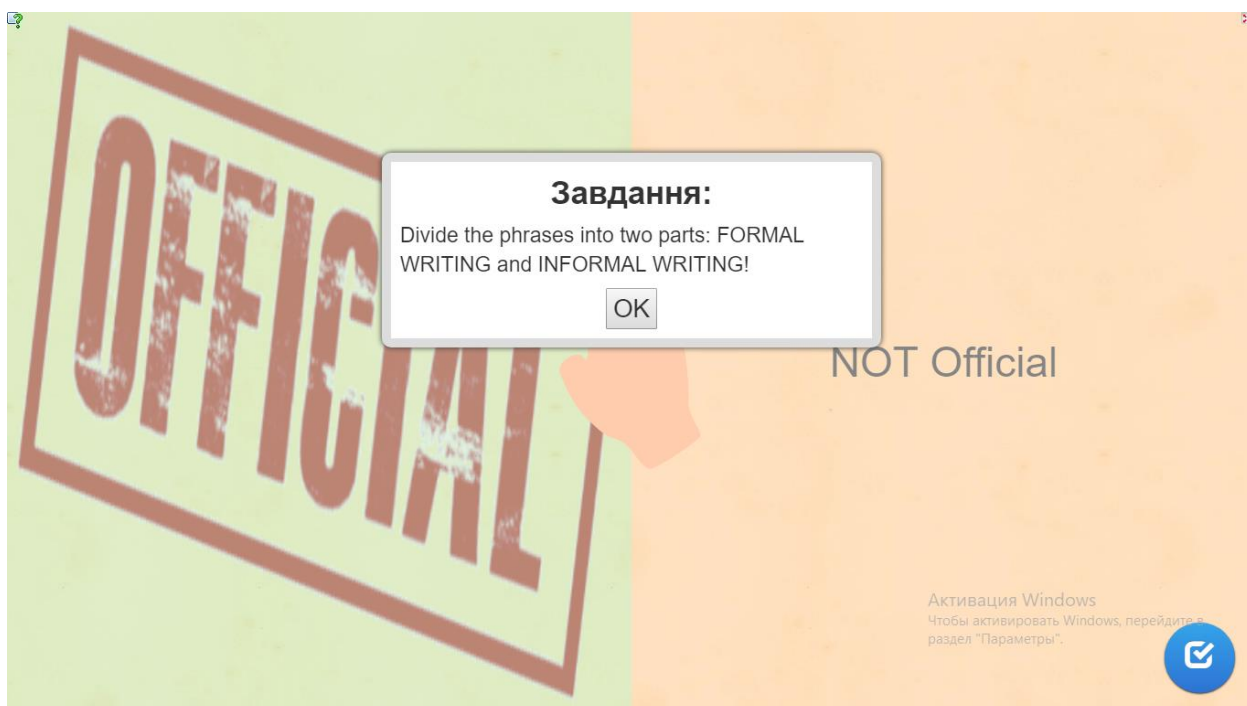 OFFICIAL
Завдання:
Divide the phrases into two parts: FORMAL
WRITING and INFORMAL WRITING!
OK
NOT Official
Активация Windows
Чтобы активировать Windows, перейдите в
раздел "Параметры".